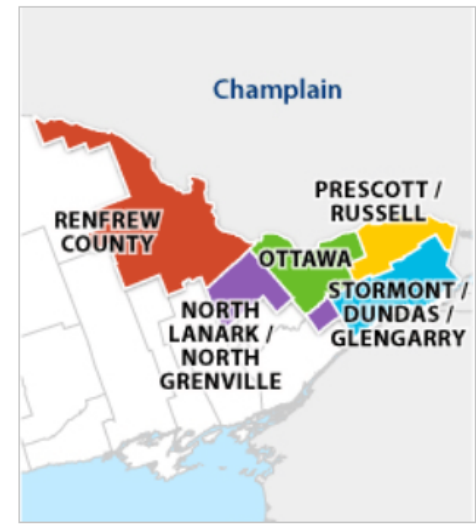 Champlain
PRESCOTT /
RUSSELL
RENFREW
COUNTY
OTTAWA
STORMONT /
DUNDAS /
GLENGARRY
NORTH
LANARK /
NORTH
GRENVILLE